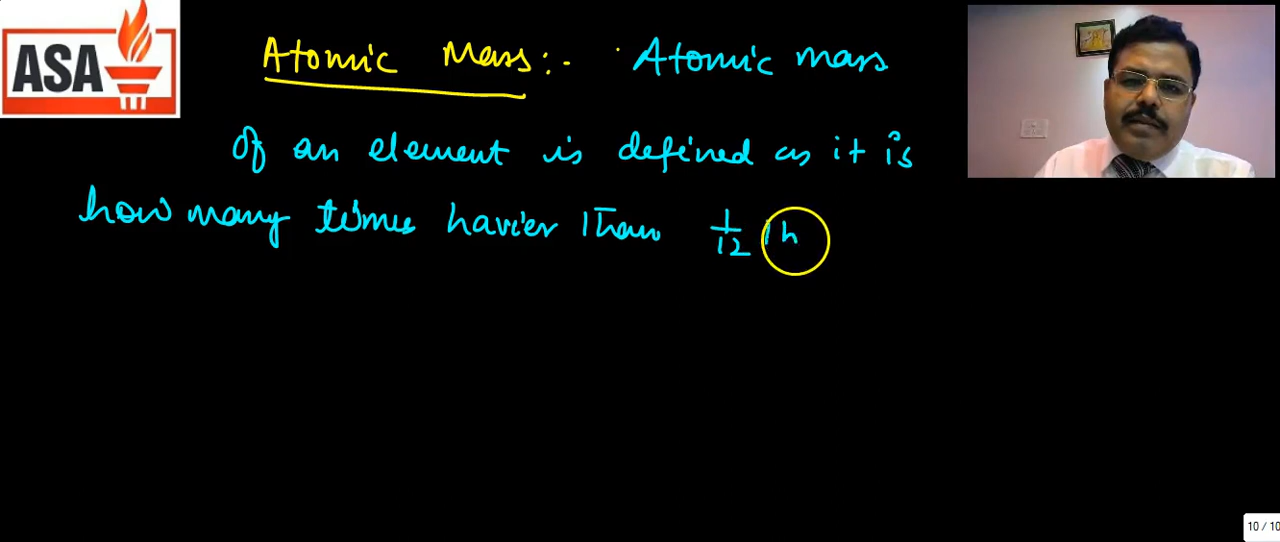 ASA
Atomic Mass:- Atomic mass
of an element is defined as it is
how many times havier than 1/12 th
10 / 10